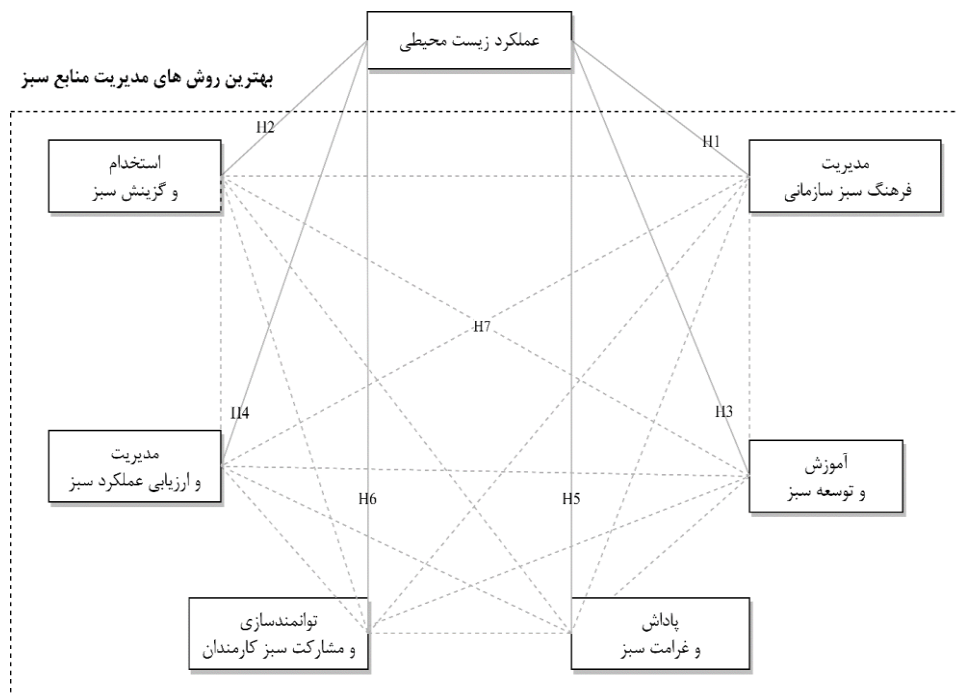 عملکرد زیست محیطی
بهترین روش های مدیریت منابع سبز
H2
H1
استخدام
و گزینش سبز
مدیریت
فرهنگ سبز سازمانی
H7
H4
H3
مدیریت
و ارزیابی عملکرد سبز
آموزش
و توسعه سبز
H6
H5
توانمندسازی
و مشارکت سبز کارمندان
پاداش
و غرامت سبز